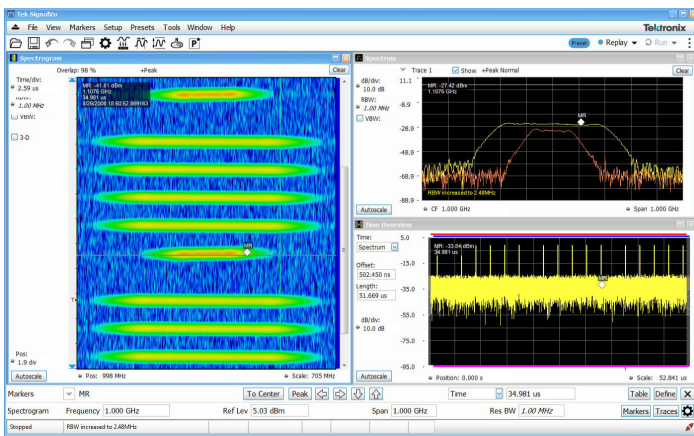 Tek SignalVu
File View Markers Setup Presets Tools Window Help
Tektronix
Preset Replay Run
Spectrogram
Overlap: 98 % +Peak Clear
Time/div:
2.59 us
1.00 MHz
VBW:
3-D
MR: -41.81 dBm
1.1075 GHz
34.981 us
8/26/2008 10:50:52.869163
MR
Pos:
1.9 div
Autoscale Pos: 998 MHz Scale: 705 MHz
Spectrum
Trace 1 Show +Peak Normal Clear
dB/div:
10.0 dB
RBW:
1.00 MHz
VBW:
11.1
-8.9
-28.9
-48.9
-68.9
-88.9
MR: -27.42 dBm
1.1075 GHz
MR
RBW increased to 2.48MHz
Autoscale CF 1.000 GHz Span 1.000 GHz
Time Overview
Time:
Spectrum
Offset:
502.450 ns
Length:
51.669 us
dB/div:
10.0 dB
5.0
-15.0
-35.0
-55.0
-75.0
-95.0
MR: -33.04 dBm
34.981 us
Autoscale Position: 0.000 s Scale: 52.841 us
Markers MR To Center Peak Time 34.981 us Table Define X
Spectrogram Frequency 1.000 GHz Ref Lev 5.03 dBm Span 1.000 GHz Res BW 1.00 MHz Markers Traces
Stopped RBW increased to 2.48MHz